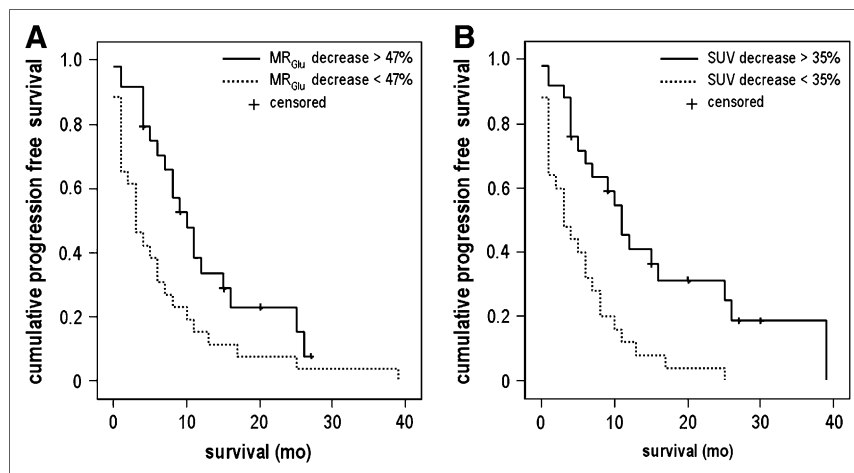 A
MRGlu decrease > 47%
MRGlu decrease < 47%
+ censored
cumulative progression free survival
1.0
0.8
0.6
0.4
0.2
0
0 10 20 30 40
survival (mo)
B
SUV decrease > 35%
SUV decrease < 35%
+ censored
cumulative progression free survival
1.0
0.8
0.6
0.4
0.2
0
0 10 20 30 40
survival (mo)